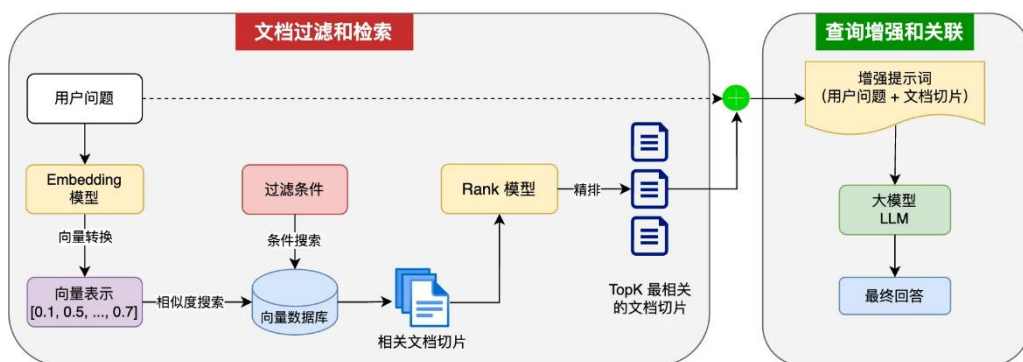 文档过滤和检索
查询增强和关联
用户问题
增强提示词
(用户问题 + 文档切片)
Embedding
模型
过滤条件
Rank 模型
精排
大模型
LLM
向量转换
条件搜索
向量表示
[0.1, 0.5, ..., 0.7]
相似度搜索
向量数据库
相关文档切片
TopK 最相关
的文档切片
最终回答